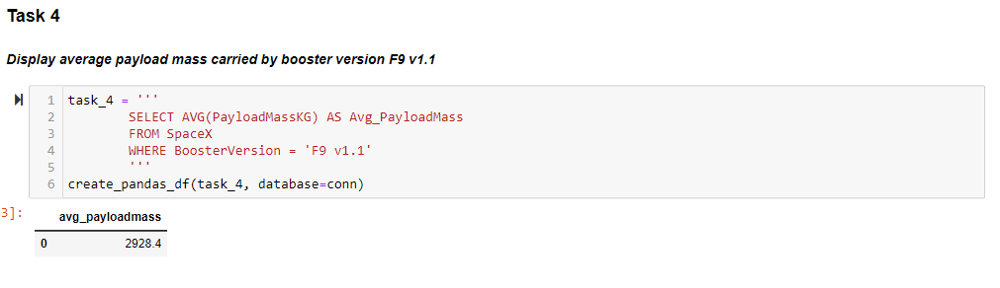 Task 4
Display average payload mass carried by booster version F9 v1.1
1 task_4 = '''
2 SELECT AVG(PayloadMassKG) AS Avg_PayloadMass
3 FROM SpaceX
4 WHERE BoosterVersion = 'F9 v1.1'
5 '''
6 create_pandas_df(task_4, database=conn)
3]:
avg_payloadmass
0 2928.4